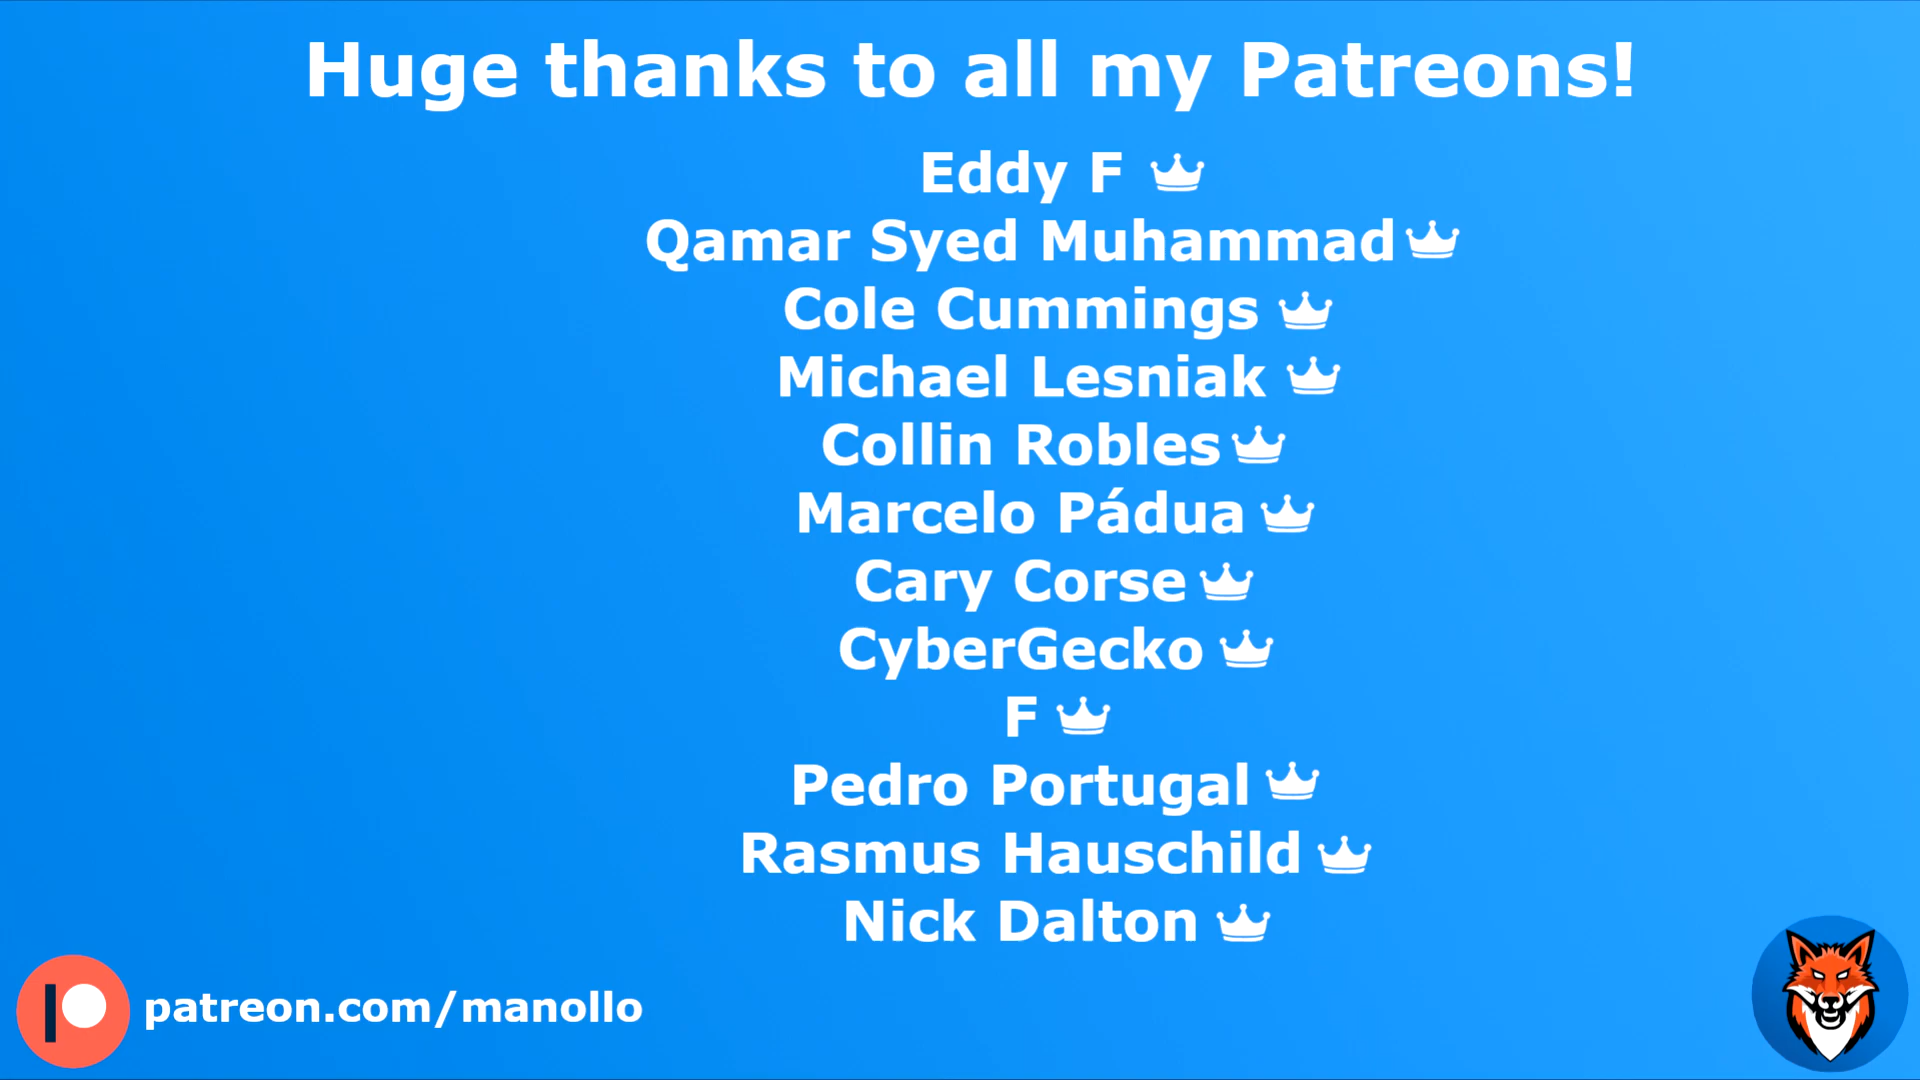 Huge thanks to all my Patreons!
Eddy F
Qamar Syed Muhammad
Cole Cummings
Michael Lesniak
Collin Robles
Marcelo Pádua
Cary Corse
CyberGecko
F
Pedro Portugal
Rasmus Hauschild
Nick Dalton
patreon.com/manollo